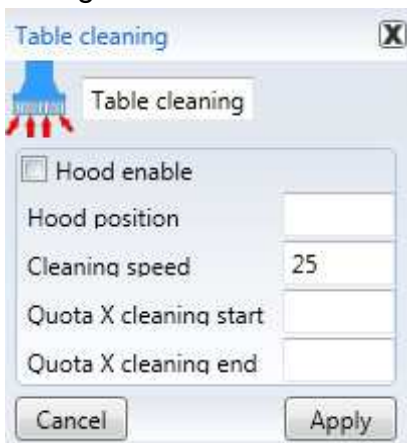 Table cleaning X
Table cleaning
Hood enable
Hood position
Cleaning speed 25
Quota X cleaning start
Quota X cleaning end
Cancel Apply